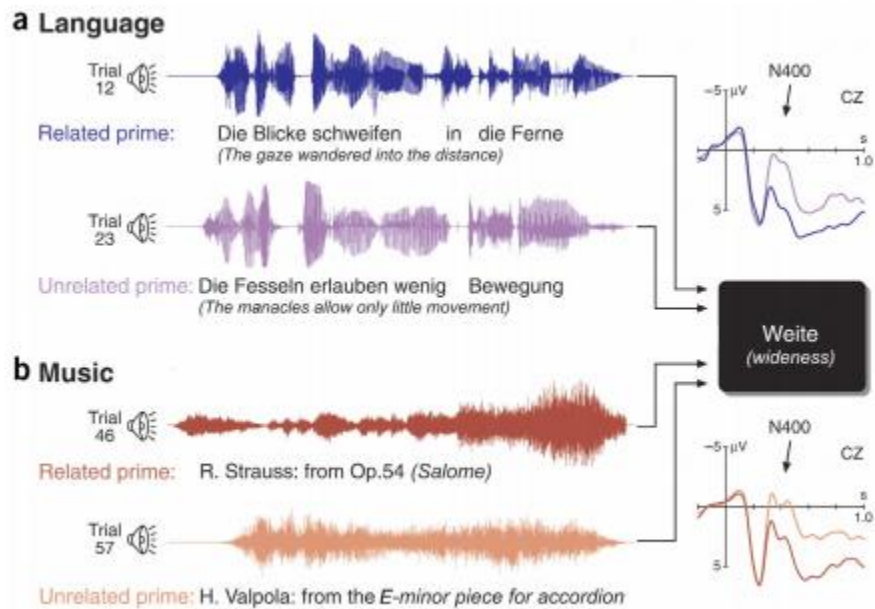 a Language
Trial 12
Related prime: Die Blicke schweifen in die Ferne
(The gaze wandered into the distance)
Trial 23
Unrelated prime: Die Fesseln erlauben wenig Bewegung
(The manacles allow only little movement)
N400
−5 µV
CZ
s
1.0
5
Weite
(wideness)
b Music
Trial 46
Related prime: R. Strauss: from Op.54 (Salome)
Trial 57
Unrelated prime: H. Valpola: from the E-minor piece for accordion
N400
−5 µV
CZ
s
1.0
5